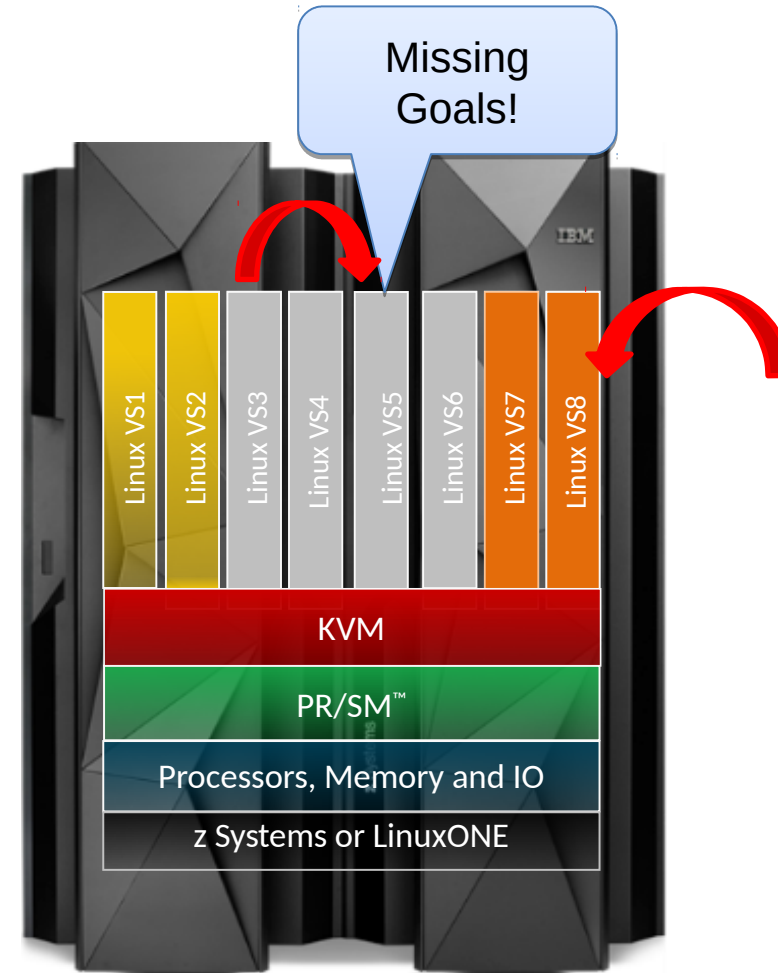 Missing
Goals!
IBM
Linux VS1
Linux VS2
Linux VS3
Linux VS4
Linux VS5
Linux VS6
Linux VS7
Linux VS8
KVM
PR/SM™
Processors, Memory and IO
z Systems or LinuxONE